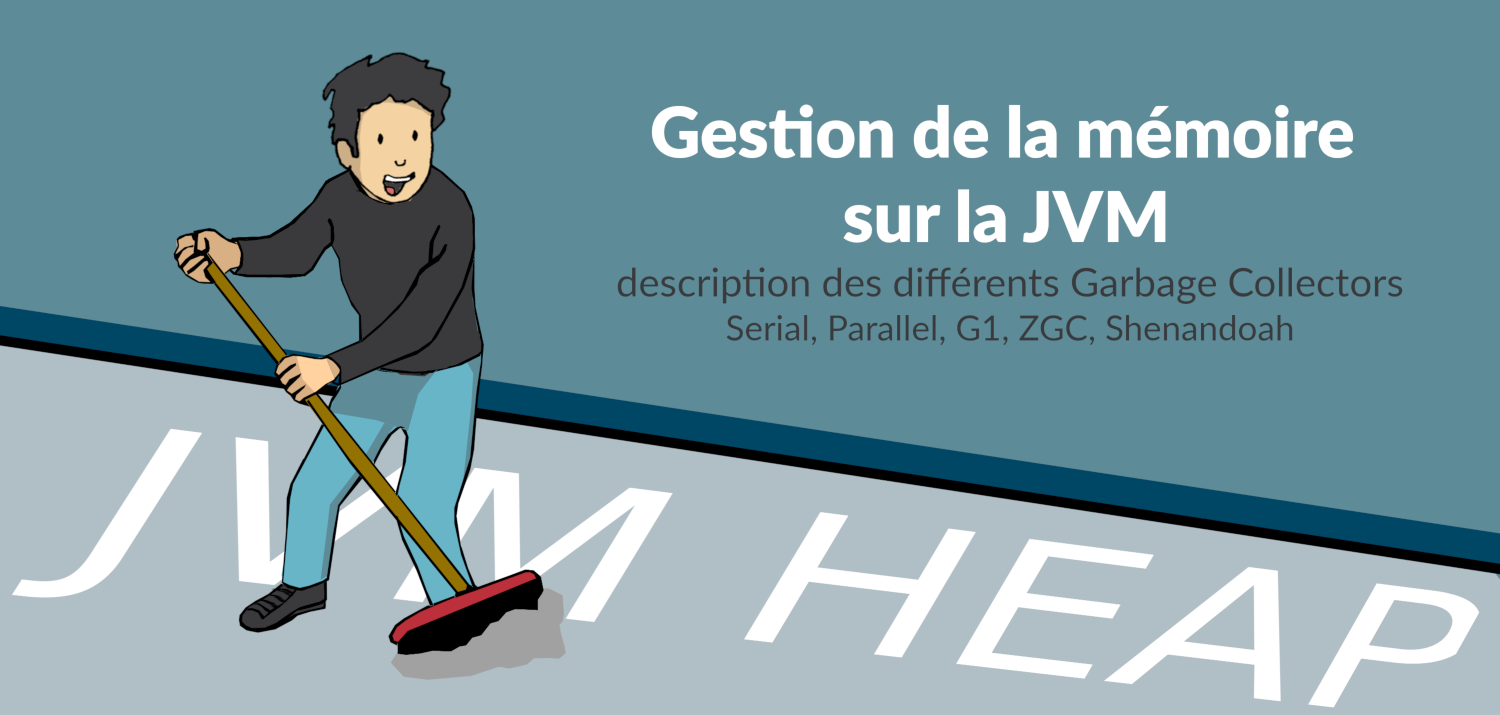 Gestion de la mémoire
sur la JVM
description des différents Garbage Collectors
Serial, Parallel, G1, ZGC, Shenandoah
JVM HEAP